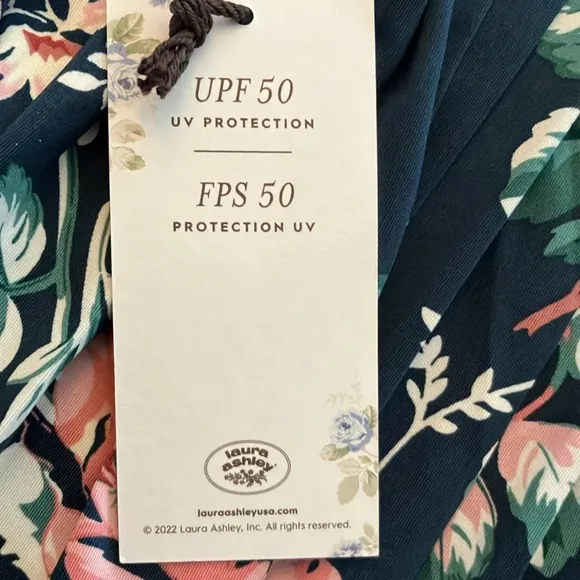 UPF 50
UV PROTECTION
FPS 50
PROTECTION UV
laura
ashley
lauraashleyusa.com
© 2022 Laura Ashley, Inc. All rights reserved.